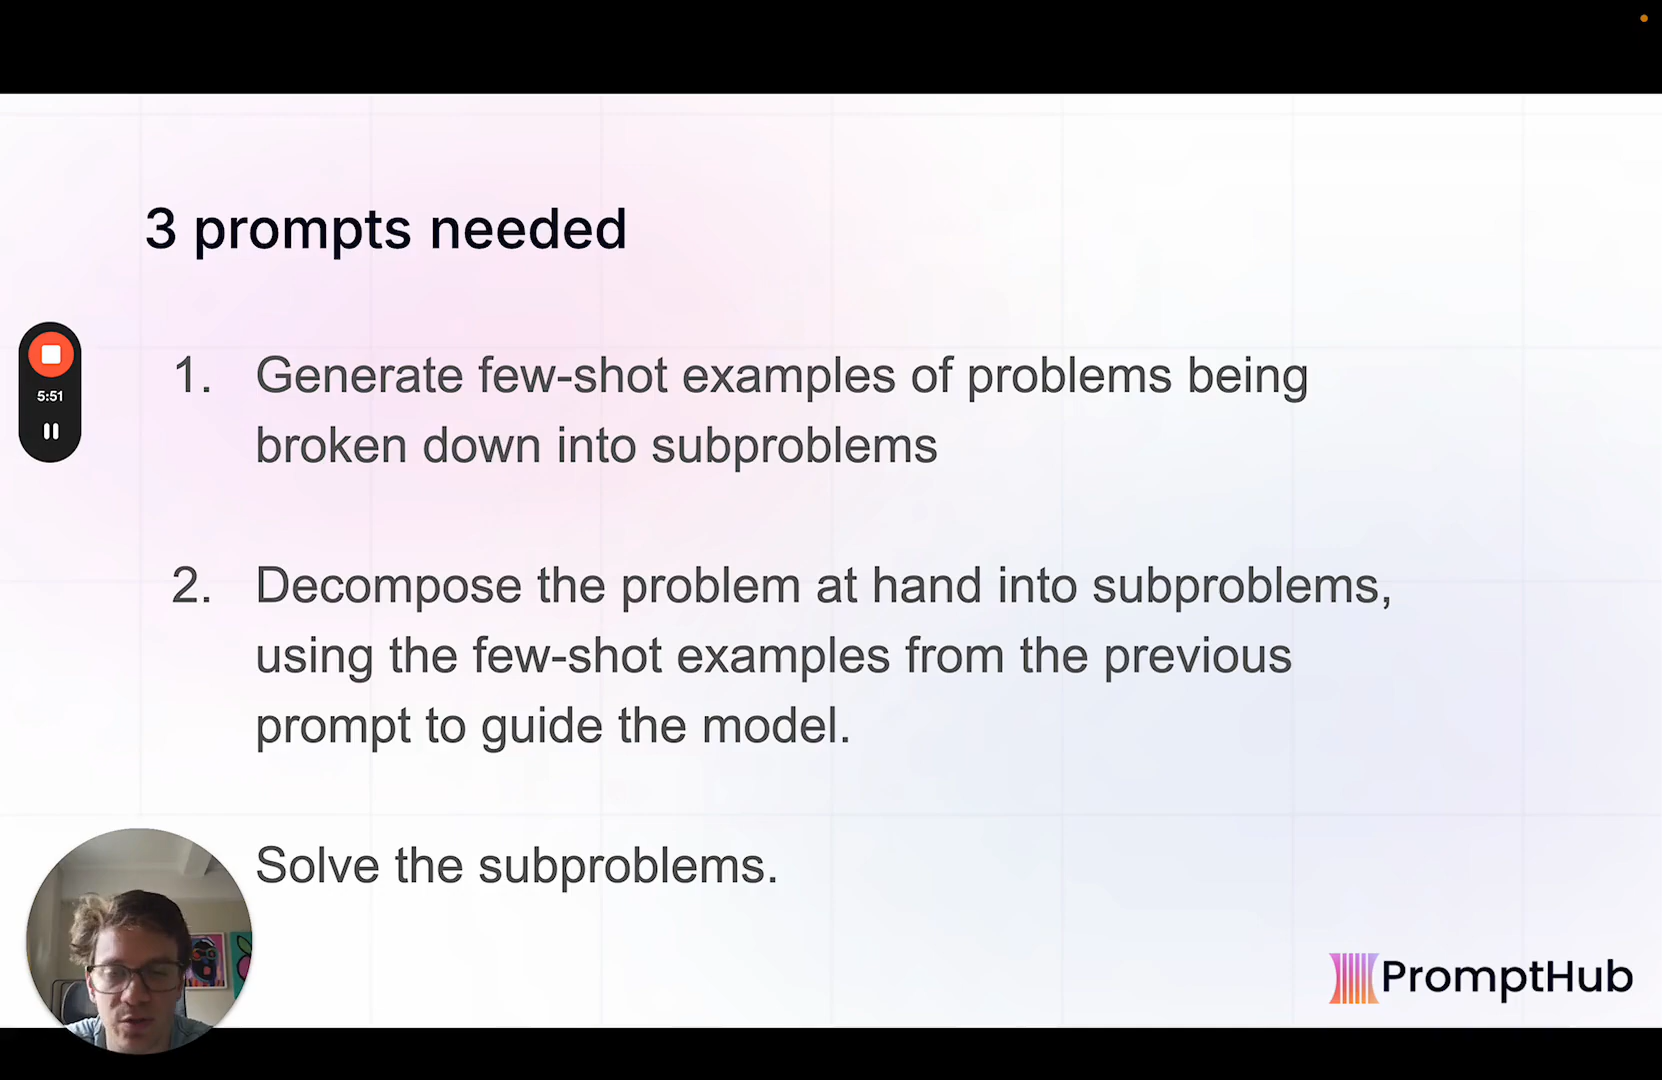 3 prompts needed
5:51
1. Generate few-shot examples of problems being
broken down into subproblems
2. Decompose the problem at hand into subproblems,
using the few-shot examples from the previous
prompt to guide the model.
Solve the subproblems.
PromptHub